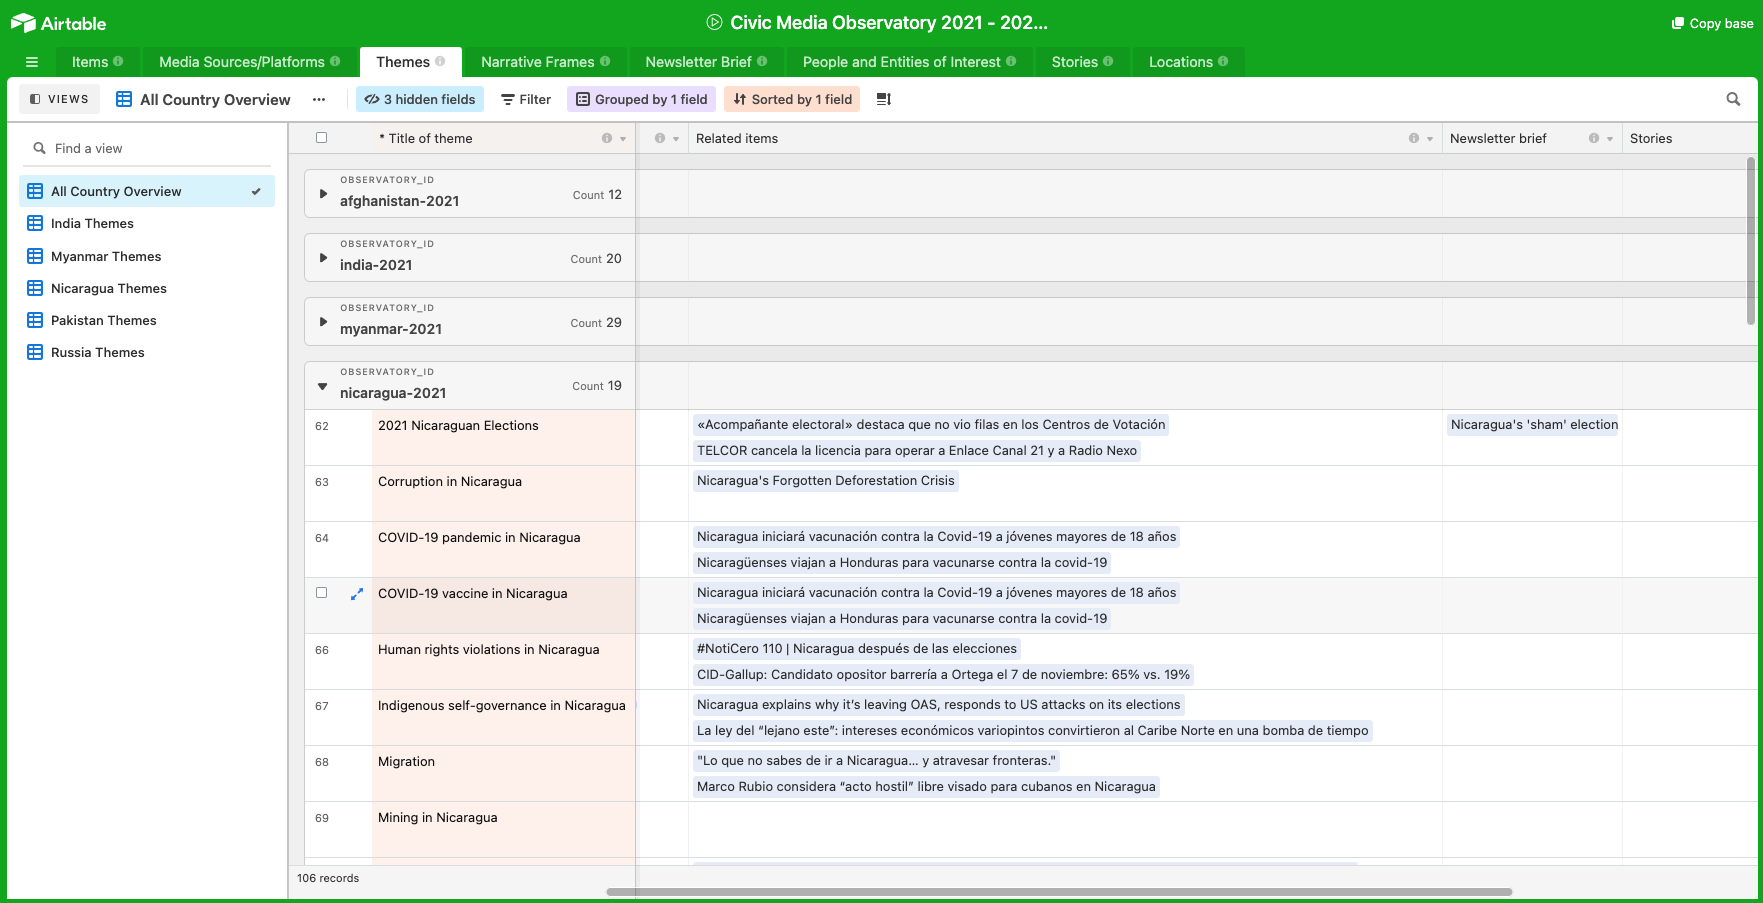 Airtable
Civic Media Observatory 2021 - 202...
Copy base
Items
Media Sources/Platforms
Themes
Narrative Frames
Newsletter Brief
People and Entities of Interest
Stories
Locations
VIEWS
All Country Overview
...
3 hidden fields
Filter
Grouped by 1 field
Sorted by 1 field
Find a view
All Country Overview
India Themes
Myanmar Themes
Nicaragua Themes
Pakistan Themes
Russia Themes
* Title of theme
Related items
Newsletter brief
Stories
OBSERVATORY_ID
afghanistan-2021
Count 12
OBSERVATORY_ID
india-2021
Count 20
OBSERVATORY_ID
myanmar-2021
Count 29
OBSERVATORY_ID
nicaragua-2021
Count 19
62
2021 Nicaraguan Elections
«Acompañante electoral» destaca que no vio filas en los Centros de Votación
TELCOR cancela la licencia para operar a Enlace Canal 21 y a Radio Nexo
Nicaragua's 'sham' election
63
Corruption in Nicaragua
Nicaragua's Forgotten Deforestation Crisis
64
COVID-19 pandemic in Nicaragua
Nicaragua iniciará vacunación contra la Covid-19 a jóvenes mayores de 18 años
Nicaragüenses viajan a Honduras para vacunarse contra la covid-19
COVID-19 vaccine in Nicaragua
Nicaragua iniciará vacunación contra la Covid-19 a jóvenes mayores de 18 años
Nicaragüenses viajan a Honduras para vacunarse contra la covid-19
66
Human rights violations in Nicaragua
#NotiCero 110 | Nicaragua después de las elecciones
CID-Gallup: Candidato opositor barrería a Ortega el 7 de noviembre: 65% vs. 19%
67
Indigenous self-governance in Nicaragua
Nicaragua explains why it’s leaving OAS, responds to US attacks on its elections
La ley del “lejano este”: intereses económicos variopintos convirtieron al Caribe Norte en una bomba de tiempo
68
Migration
"Lo que no sabes de ir a Nicaragua... y atravesar fronteras."
Marco Rubio considera “acto hostil” libre visado para cubanos en Nicaragua
69
Mining in Nicaragua
106 records